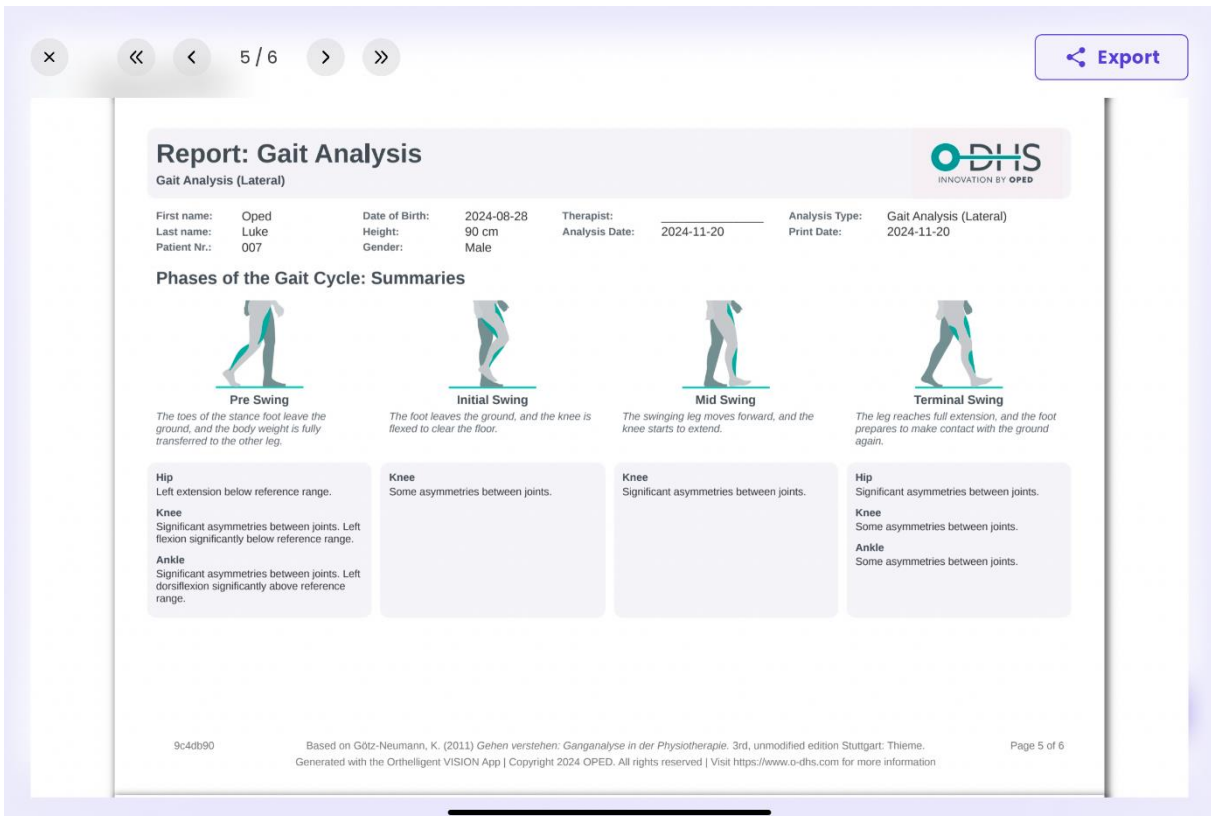 5 / 6
Export
Report: Gait Analysis
Gait Analysis (Lateral)
O-DHS
INNOVATION BY OPED
First name: Oped Date of Birth: 2024-08-28 Therapist: Analysis Type: Gait Analysis (Lateral)
Last name: Luke Height: 90 cm Analysis Date: 2024-11-20 Print Date: 2024-11-20
Patient Nr.: 007 Gender: Male
Phases of the Gait Cycle: Summaries
Pre Swing
The toes of the stance foot leave the
ground, and the body weight is fully
transferred to the other leg.
Initial Swing
The foot leaves the ground, and the knee is
flexed to clear the floor.
Mid Swing
The swinging leg moves forward, and the
knee starts to extend.
Terminal Swing
The leg reaches full extension, and the foot
prepares to make contact with the ground
again.
Hip
Left extension below reference range.
Knee
Significant asymmetries between joints. Left
flexion significantly below reference range.
Ankle
Significant asymmetries between joints. Left
dorsiflexion significantly above reference
range.
Knee
Some asymmetries between joints.
Knee
Significant asymmetries between joints.
Hip
Significant asymmetries between joints.
Knee
Some asymmetries between joints.
Ankle
Some asymmetries between joints.
9c4db90
Based on Götz-Neumann, K. (2011) Gehen verstehen: Ganganalyse in der Physiotherapie. 3rd, unmodified edition Stuttgart: Thieme.
Page 5 of 6
Generated with the Orthelligent VISION App | Copyright 2024 OPED. All rights reserved | Visit https://www.o-dhs.com for more information